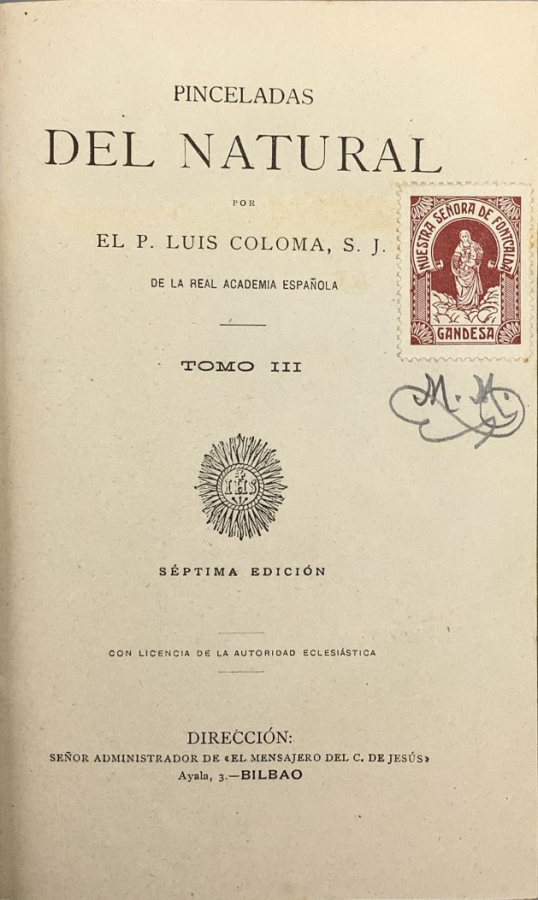 PINCELADAS
DEL NATURAL
POR
EL P. LUIS COLOMA, S. J.
DE LA REAL ACADEMIA ESPAÑOLA
NUESTRA SEÑORA DE FONTCALDA
GANDESA
TOMO III
M. M.
IHS
SÉPTIMA EDICIÓN
CON LICENCIA DE LA AUTORIDAD ECLESIÁSTICA
DIRECCIÓN:
SEÑOR ADMINISTRADOR DE «EL MENSAJERO DEL C. DE JESÚS»
Ayala, 3.—BILBAO